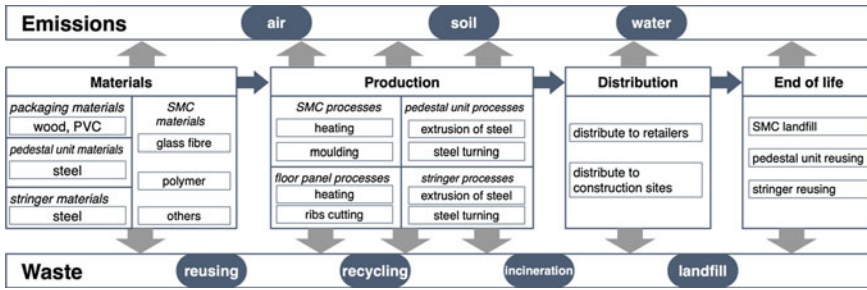 Emissions
air
soil
water
Materials
packaging materials
wood, PVC
pedestal unit materials
steel
stringer materials
steel
SMC
materials
glass fibre
polymer
others
Production
SMC processes
heating
moulding
floor panel processes
heating
ribs cutting
pedestal unit processes
extrusion of steel
steel turning
stringer processes
extrusion of steel
steel turning
Distribution
distribute to retailers
distribute to
construction sites
End of life
SMC landfill
pedestal unit reusing
stringer reusing
Waste
reusing
recycling
incineration
landfill